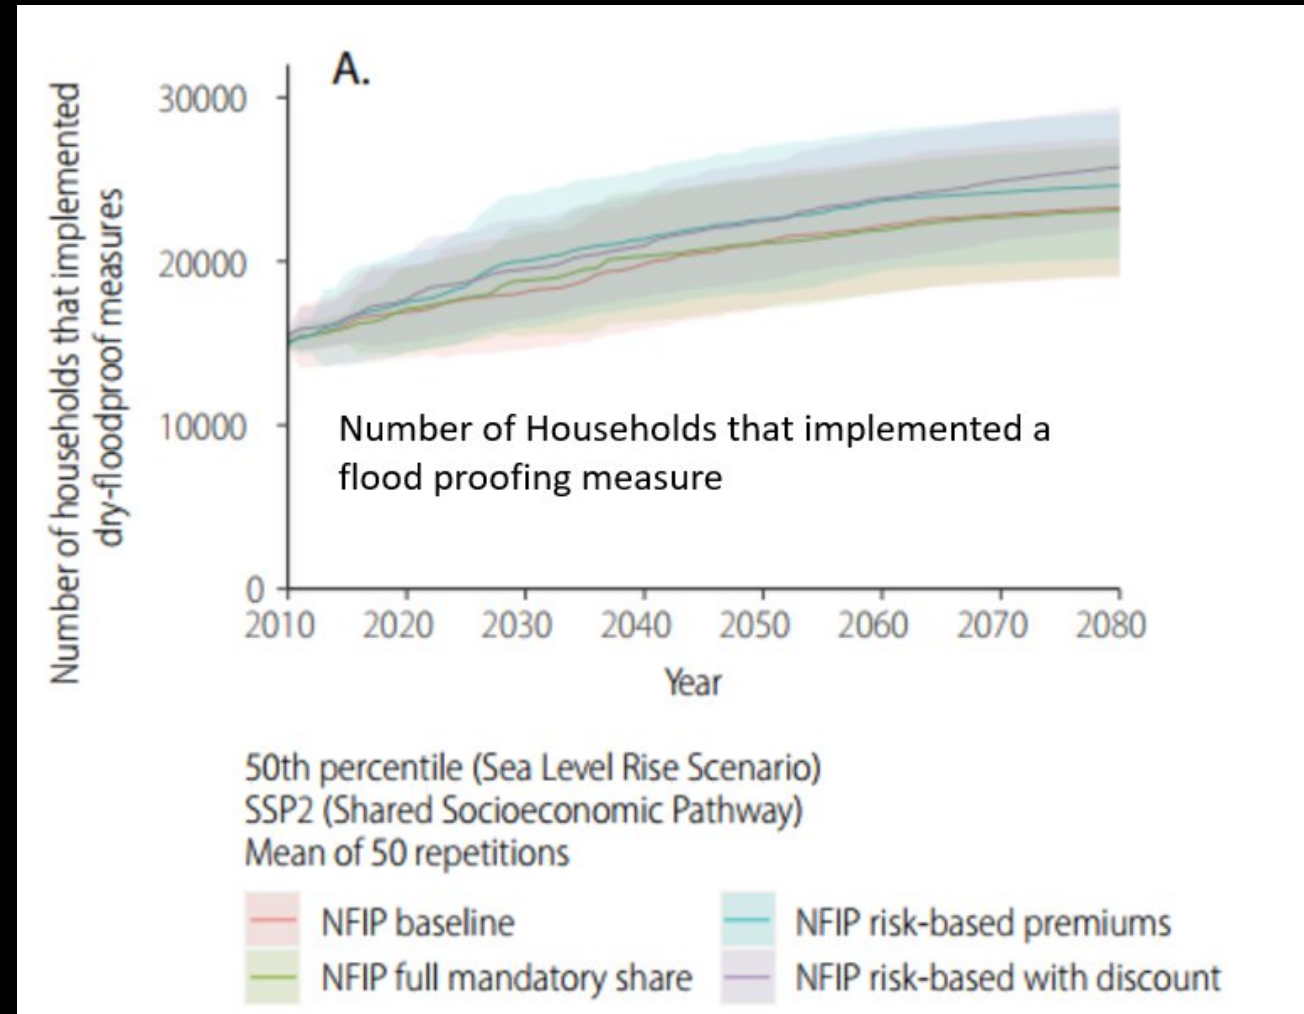 A.
Number of households that implemented
dry-floodproof measures
30000
20000
10000
0
Number of Households that implemented a
flood proofing measure
2010 2020 2030 2040 2050 2060 2070 2080
Year
50th percentile (Sea Level Rise Scenario)
SSP2 (Shared Socioeconomic Pathway)
Mean of 50 repetitions
NFIP baseline
NFIP risk-based premiums
NFIP full mandatory share
NFIP risk-based with discount